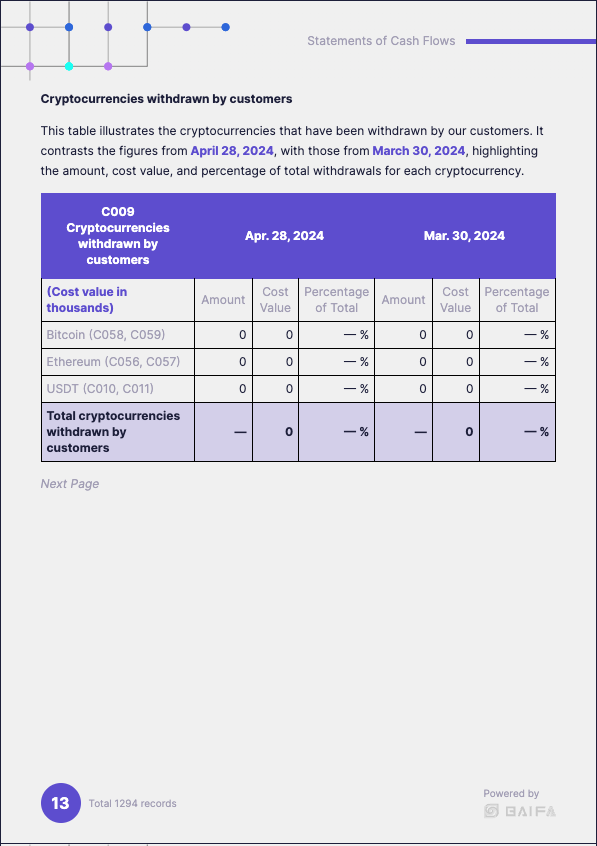 Statements of Cash Flows
Cryptocurrencies withdrawn by customers
This table illustrates the cryptocurrencies that have been withdrawn by our customers. It
contrasts the figures from April 28, 2024, with those from March 30, 2024, highlighting
the amount, cost value, and percentage of total withdrawals for each cryptocurrency.
C009
Cryptocurrencies
withdrawn by
customers
Apr. 28, 2024
Mar. 30, 2024
(Cost value in
thousands)
Amount
Cost
Value
Percentage
of Total
Amount
Cost
Value
Percentage
of Total
Bitcoin (C058, C059) 0 0 — % 0 0 — %
Ethereum (C056, C057) 0 0 — % 0 0 — %
USDT (C010, C011) 0 0 — % 0 0 — %
Total cryptocurrencies
withdrawn by
customers
— 0 — % — 0 — %
Next Page
13 Total 1294 records
Powered by
BAIFA